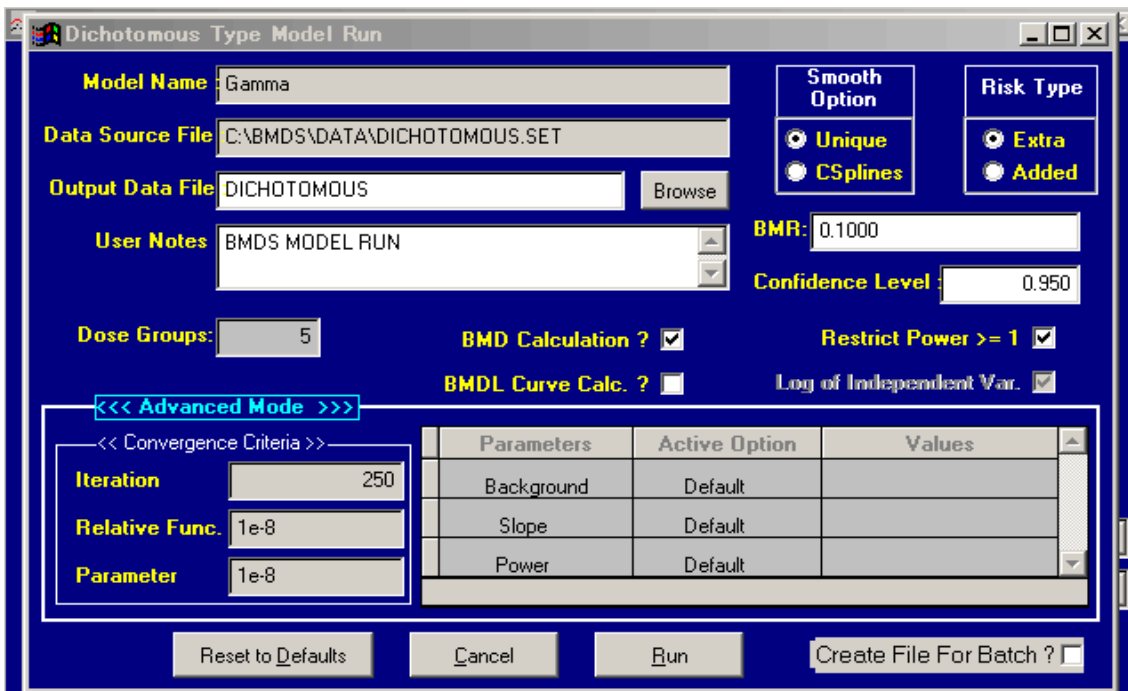 Dichotomous Type Model Run
Model Name : Gamma
Smooth Option
Risk Type
Data Source File C:\BMDS\DATA\DICHOTOMOUS.SET
Unique
Extra
CSplines
Added
Output Data File DICHOTOMOUS Browse
User Notes BMDS MODEL RUN
BMR: 0.1000
Confidence Level : 0.950
Dose Groups: 5
BMD Calculation ?
Restrict Power >= 1
BMDL Curve Calc. ?
Log of Independent Var.
<<< Advanced Mode >>>
<< Convergence Criteria >>
Iteration 250
Relative Func. 1e-8
Parameter 1e-8
Parameters Active Option Values
Background Default
Slope Default
Power Default
Reset to Defaults Cancel Run Create File For Batch ?